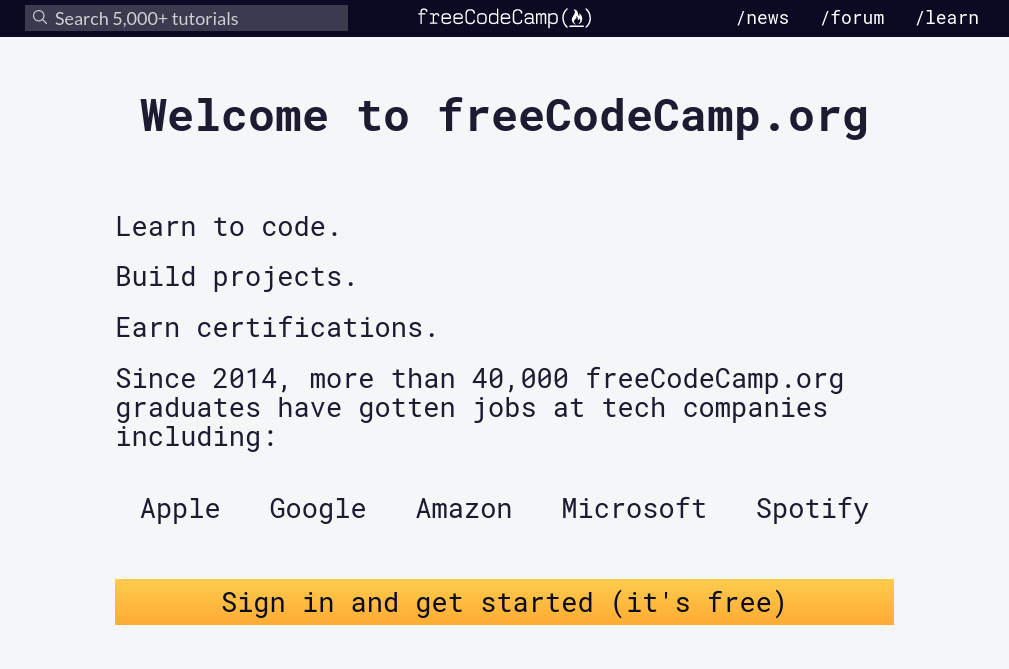 Search 5,000+ tutorials
freeCodeCamp(🔥)
/news
/forum
/learn
Welcome to freeCodeCamp.org
Learn to code.
Build projects.
Earn certifications.
Since 2014, more than 40,000 freeCodeCamp.org
graduates have gotten jobs at tech companies
including:
Apple Google Amazon Microsoft Spotify
Sign in and get started (it's free)